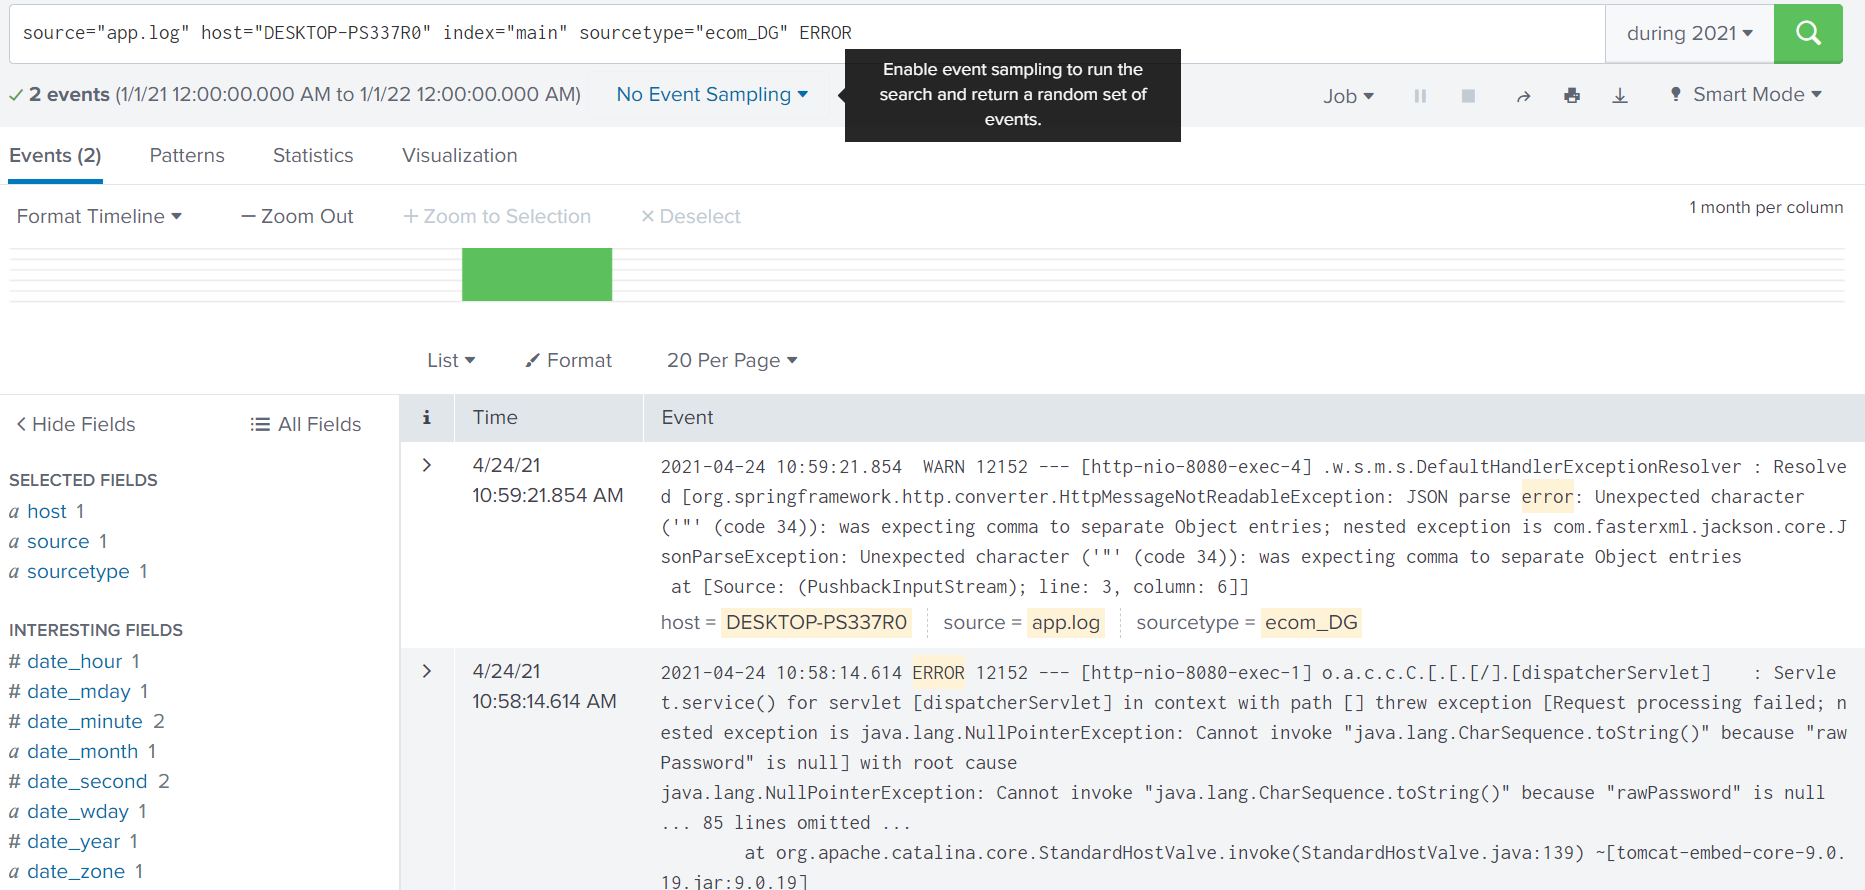 source="app.log" host="DESKTOP-PS337R0" index="main" sourcetype="ecom_DG" ERROR
during 2021
2 events (1/1/21 12:00:00.000 AM to 1/1/22 12:00:00.000 AM)
No Event Sampling
Enable event sampling to run the
search and return a random set of
events.
Job
Smart Mode
Events (2)
Patterns
Statistics
Visualization
Format Timeline
— Zoom Out
+ Zoom to Selection
× Deselect
1 month per column
List
Format
20 Per Page
< Hide Fields
All Fields
SELECTED FIELDS
a host 1
a source 1
a sourcetype 1
INTERESTING FIELDS
# date_hour 1
# date_mday 1
# date_minute 2
a date_month 1
# date_second 2
a date_wday 1
# date_year 1
a date_zone 1
i
Time
Event
>
4/24/21
10:59:21.854 AM
2021-04-24 10:59:21.854  WARN 12152 --- [http-nio-8080-exec-4] .w.s.m.s.DefaultHandlerExceptionResolver : Resolve
d [org.springframework.http.converter.HttpMessageNotReadableException: JSON parse error: Unexpected character
('"' (code 34)): was expecting comma to separate Object entries; nested exception is com.fasterxml.jackson.core.J
sonParseException: Unexpected character ('"' (code 34)): was expecting comma to separate Object entries
at [Source: (PushbackInputStream); line: 3, column: 6]]
host = DESKTOP-PS337R0
source = app.log
sourcetype = ecom_DG
>
4/24/21
10:58:14.614 AM
2021-04-24 10:58:14.614 ERROR 12152 --- [http-nio-8080-exec-1] o.a.c.c.C.[.[.[/].[dispatcherServlet]    : Servle
t.service() for servlet [dispatcherServlet] in context with path [] threw exception [Request processing failed; n
ested exception is java.lang.NullPointerException: Cannot invoke "java.lang.CharSequence.toString()" because "raw
Password" is null] with root cause
java.lang.NullPointerException: Cannot invoke "java.lang.CharSequence.toString()" because "rawPassword" is null
... 85 lines omitted ...
at org.apache.catalina.core.StandardHostValve.invoke(StandardHostValve.java:139) ~[tomcat-embed-core-9.0.
19.jar:9.0.19]